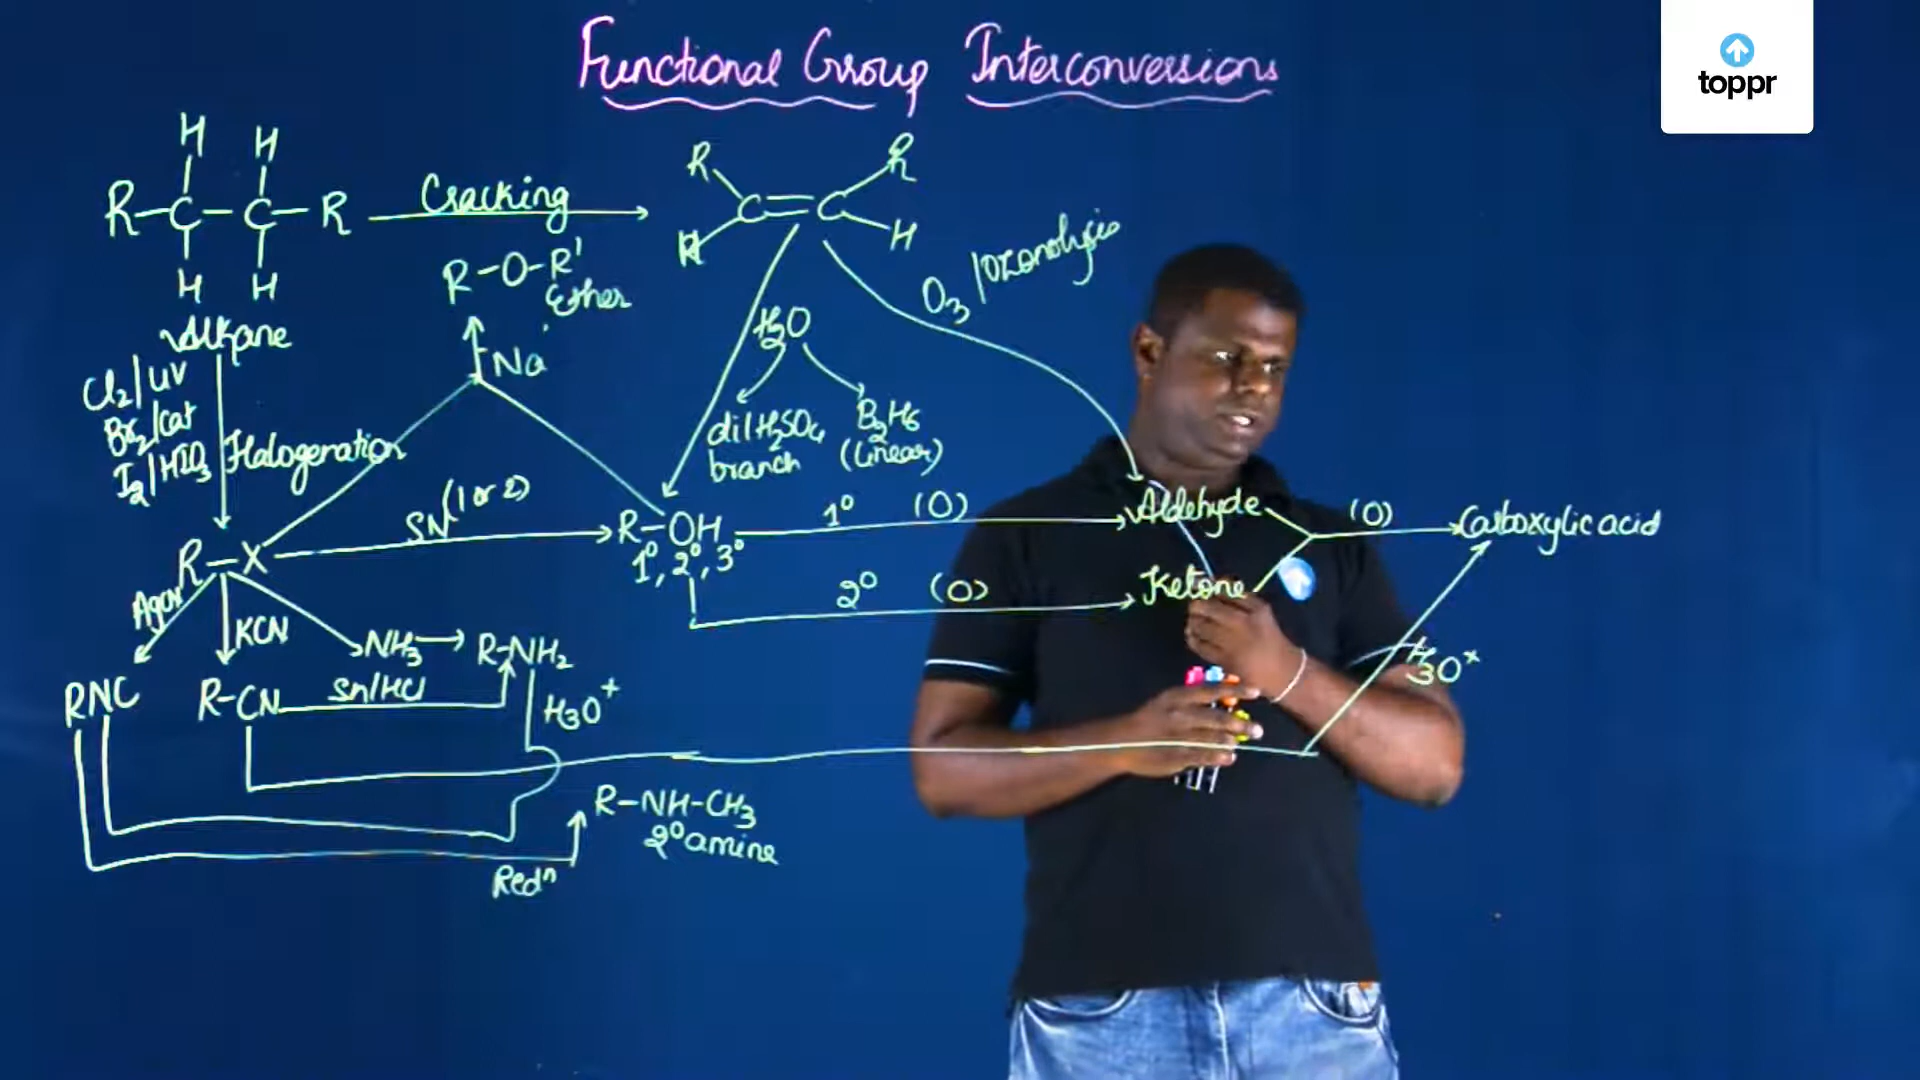 Functional Group Interconversions
toppr
H H
R-C-C-R
H H
Alkane
Cracking
R R
C=C
H H
R-O-R'
Ether
Na
O3/Ozonolysis
H2O
dil H2SO4
branch
B2H6
(Linear)
Cl2/UV
Br2/cat
I2/HIO3
Halogenation
R-X
SN(1 or 2)
R-OH
1°, 2°, 3°
1° (O)
Aldehyde
(O)
Carboxylic acid
2° (O)
Ketone
H3O+
AgCN
KCN
NH3
R-NH2
RNC
R-CN
Sn/HCl
H3O+
R-NH-CH3
2° amine
Redn